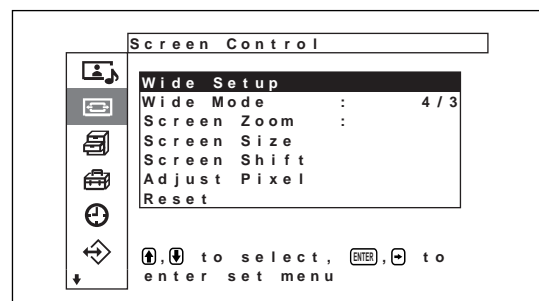 Screen Control
Wide Setup
Wide Mode : 4/3
Screen Zoom :
Screen Size
Screen Shift
Adjust Pixel
Reset
, to select, ENTER, to
enter set menu